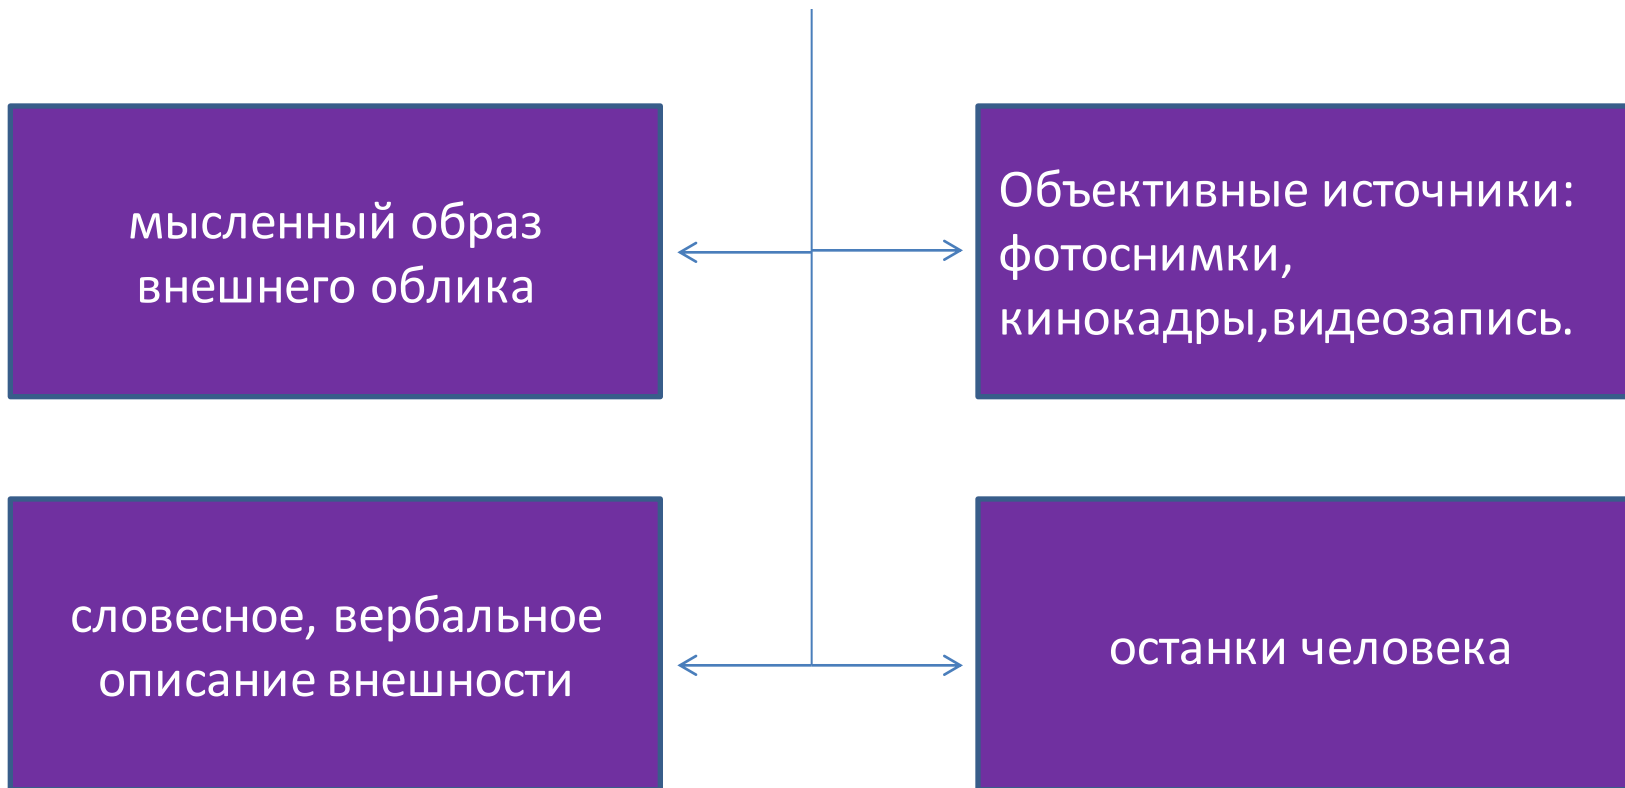 мысленный образ
внешнего облика
Объективные источники:
фотоснимки,
кинокадры,видеозапись.
словесное, вербальное
описание внешности
останки человека